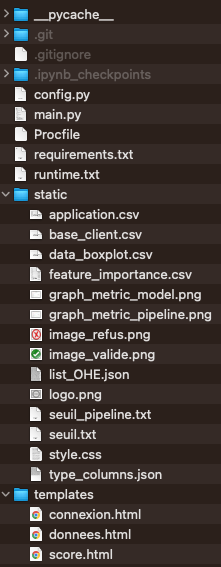 __pycache__
.git
.gitignore
.ipynb_checkpoints
config.py
main.py
Procfile
requirements.txt
runtime.txt
static
application.csv
base_client.csv
data_boxplot.csv
feature_importance.csv
graph_metric_model.png
graph_metric_pipeline.png
image_refus.png
image_valide.png
list_OHE.json
logo.png
seuil_pipeline.txt
seuil.txt
style.css
type_columns.json
templates
connexion.html
donnees.html
score.html